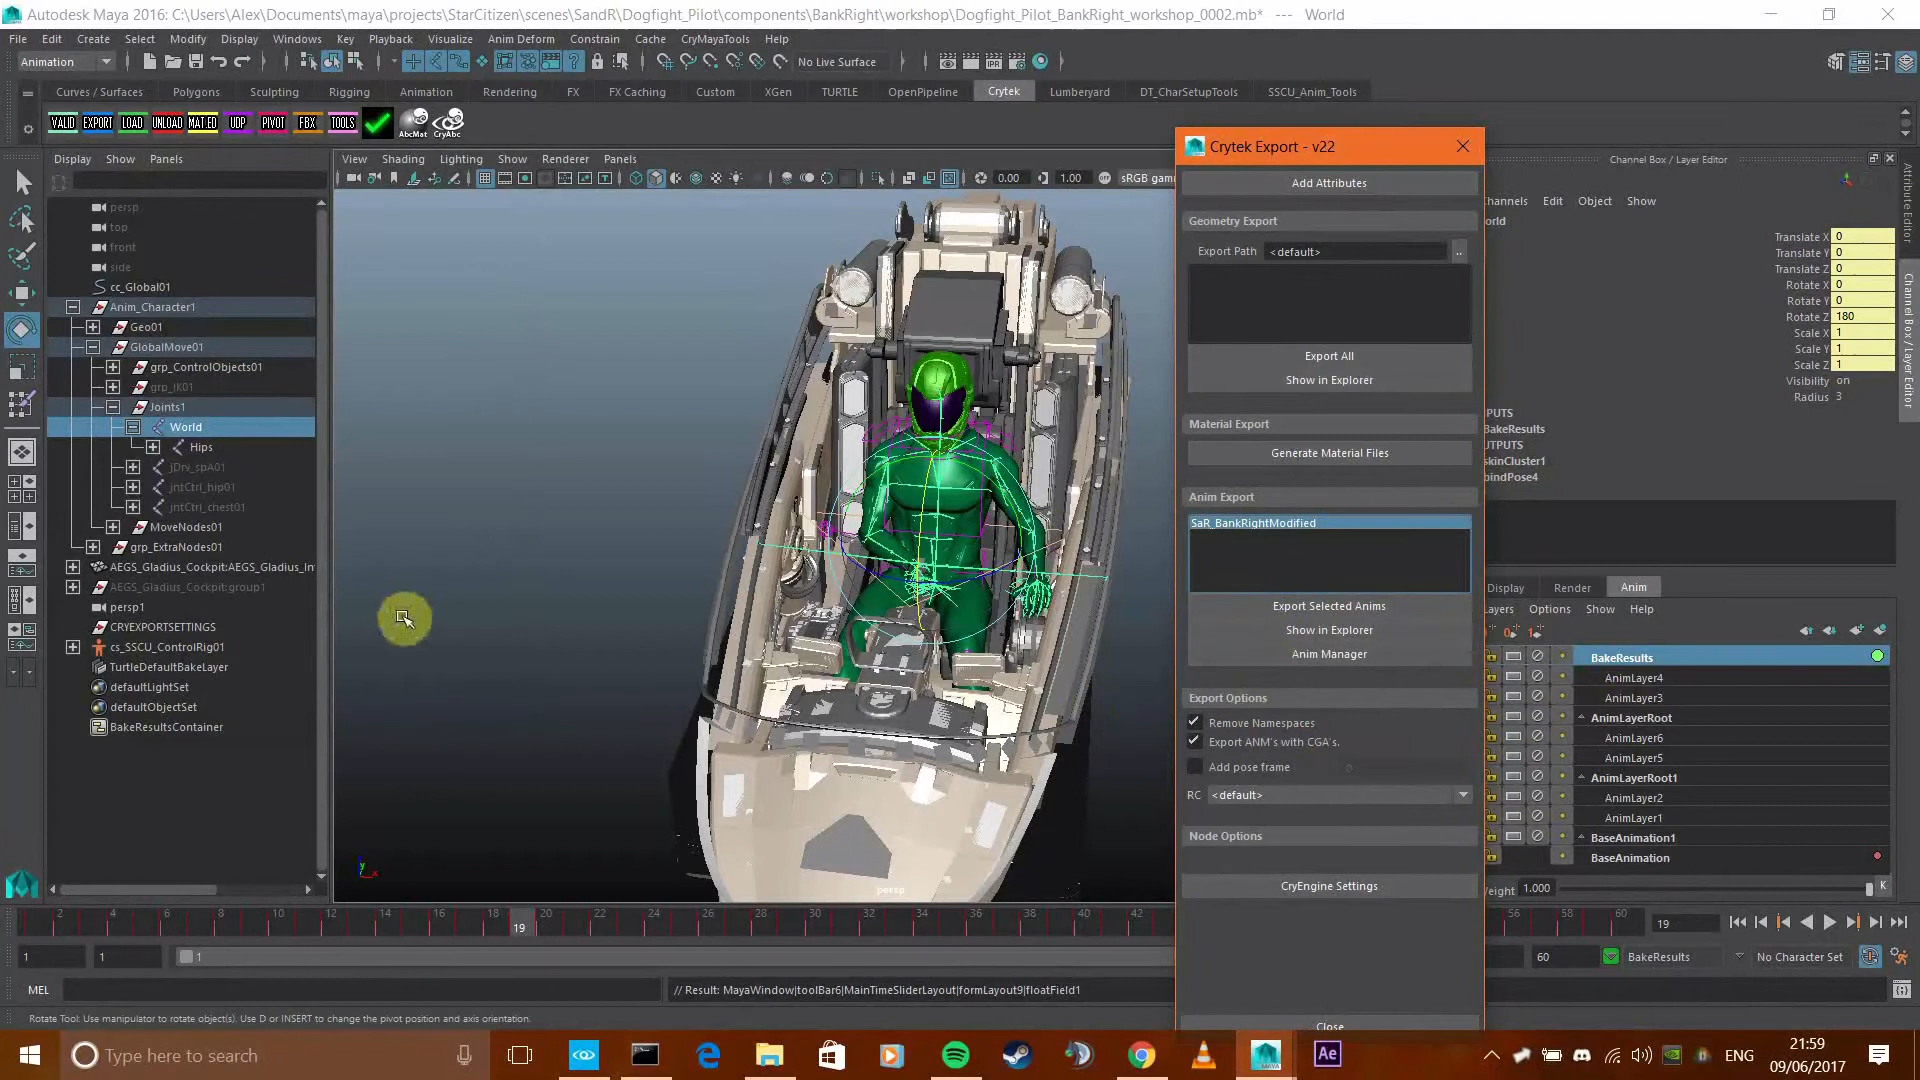 Autodesk Maya 2016: C:\Users\Alex\Documents\maya\projects\StarCitizen\scenes\SandR\Dogfight_Pilot\components\BankRight\workshop\Dogfight_Pilot_BankRight_workshop_0002.mb* --- World
File Edit Create Select Modify Display Windows Key Playback Visualize Anim Deform Constrain Cache CryMayaTools Help
Animation No Live Surface
Curves / Surfaces Polygons Sculpting Rigging Animation Rendering FX FX Caching Custom XGen TURTLE OpenPipeline Crytek Lumberyard DT_CharSetupTools SSCU_Anim_Tools
VALID EXPORT LOAD UNLOAD MAT.ED UDP PIVOT FBX TOOLS AbcMat CryAbc
Display Show Panels
View Shading Lighting Show Renderer Panels
0.00 1.00 sRGB gam
persp
top
front
side
cc_Global01
Anim_Character1
Geo01
GlobalMove01
grp_ControlObjects01
grp_IK01
Joints1
World
Hips
jDrv_spA01
jntCtrl_hip01
jntCtrl_chest01
MoveNodes01
grp_ExtraNodes01
AEGS_Gladius_Cockpit:AEGS_Gladius_In
AEGS_Gladius_Cockpit:group1
persp1
CRYEXPORTSETTINGS
cs_SSCU_ControlRig01
TurtleDefaultBakeLayer
defaultLightSet
defaultObjectSet
BakeResultsContainer
persp
Crytek Export - v22
Add Attributes
Geometry Export
Export Path <default> ..
Export All
Show in Explorer
Material Export
Generate Material Files
Anim Export
SaR_BankRightModified
Export Selected Anims
Show in Explorer
Anim Manager
Export Options
Remove Namespaces
Export ANM's with CGA's.
Add pose frame
RC <default>
Node Options
CryEngine Settings
Close
Channel Box / Layer Editor
hannels Edit Object Show
orld
Translate X 0
Translate Y 0
Translate Z 0
Rotate X 0
Rotate Y 0
Rotate Z 180
Scale X 1
Scale Y 1
Scale Z 1
Visibility on
Radius 3
PUTS
BakeResults
UTPUTS
skinCluster1
bindPose4
Attribute Editor
Channel Box / Layer Editor
Display Render Anim
ayers Options Show Help
BakeResults
AnimLayer4
AnimLayer3
AnimLayerRoot
AnimLayer6
AnimLayer5
AnimLayerRoot1
AnimLayer2
AnimLayer1
BaseAnimation1
BaseAnimation
Weight 1.000 K
2 4 6 8 10 12 14 16 18 19 20 22 24 26 28 30 32 34 36 38 40 42 56 58 60 19
1 1 1 60 BakeResults No Character Set
MEL // Result: MayaWindow|toolBar6|MainTimeSliderLayout|formLayout9|floatField1
Rotate Tool: Use manipulator to rotate object(s). Use D or INSERT to change the pivot position and axis orientation.
Type here to search Ae ENG 21:59
09/06/2017